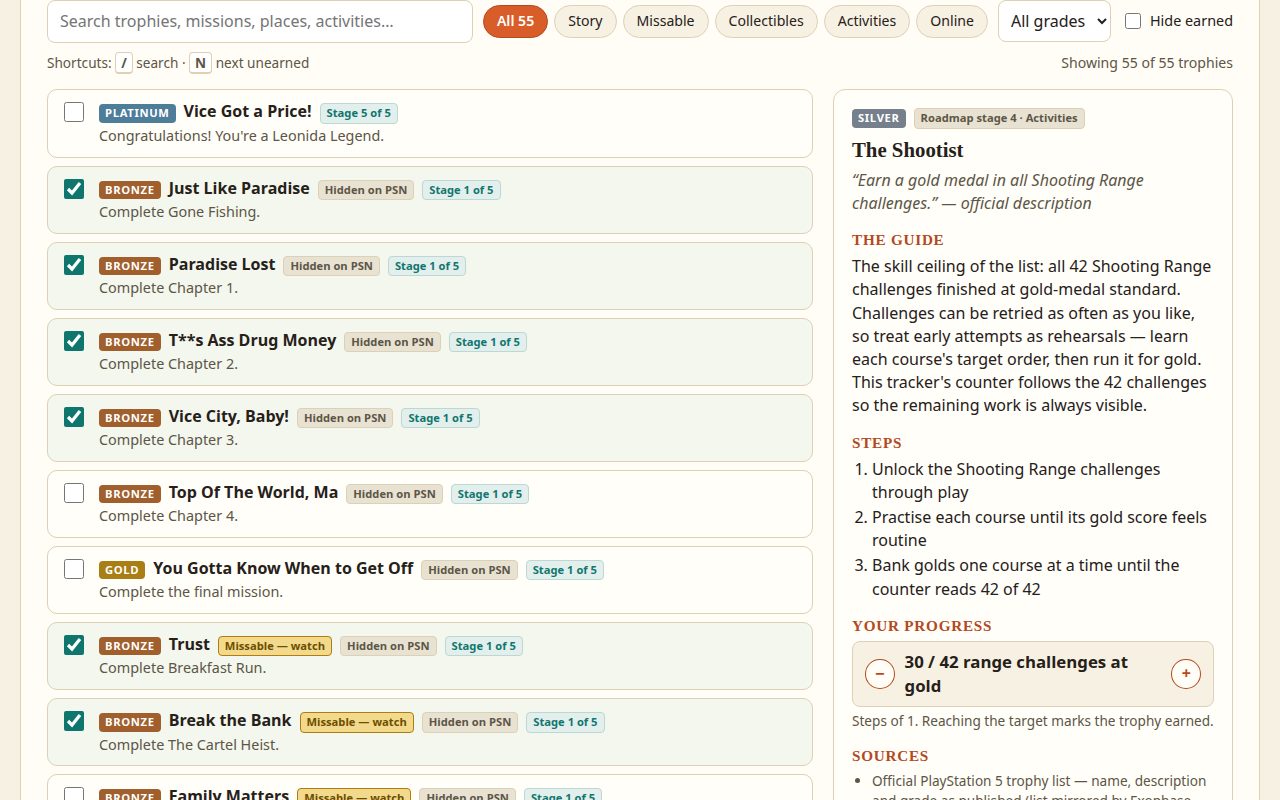 Search trophies, missions, places, activities…
All 55
Story
Missable
Collectibles
Activities
Online
All grades
Hide earned
Shortcuts: / search · N next unearned
Showing 55 of 55 trophies
PLATINUM Vice Got a Price! Stage 5 of 5
Congratulations! You're a Leonida Legend.
BRONZE Just Like Paradise Hidden on PSN Stage 1 of 5
Complete Gone Fishing.
BRONZE Paradise Lost Hidden on PSN Stage 1 of 5
Complete Chapter 1.
BRONZE T**s Ass Drug Money Hidden on PSN Stage 1 of 5
Complete Chapter 2.
BRONZE Vice City, Baby! Hidden on PSN Stage 1 of 5
Complete Chapter 3.
BRONZE Top Of The World, Ma Hidden on PSN Stage 1 of 5
Complete Chapter 4.
GOLD You Gotta Know When to Get Off Hidden on PSN Stage 1 of 5
Complete the final mission.
BRONZE Trust Missable — watch Hidden on PSN Stage 1 of 5
Complete Breakfast Run.
BRONZE Break the Bank Missable — watch Hidden on PSN Stage 1 of 5
Complete The Cartel Heist.
BRONZE Family Matters Missable — watch Hidden on PSN Stage 1 of 5
SILVER Roadmap stage 4 · Activities
The Shootist
“Earn a gold medal in all Shooting Range
challenges.” — official description
THE GUIDE
The skill ceiling of the list: all 42 Shooting Range
challenges finished at gold-medal standard.
Challenges can be retried as often as you like,
so treat early attempts as rehearsals — learn
each course's target order, then run it for gold.
This tracker's counter follows the 42 challenges
so the remaining work is always visible.
STEPS
1. Unlock the Shooting Range challenges
through play
2. Practise each course until its gold score feels
routine
3. Bank golds one course at a time until the
counter reads 42 of 42
YOUR PROGRESS
− 30 / 42 range challenges at
gold +
Steps of 1. Reaching the target marks the trophy earned.
SOURCES
• Official PlayStation 5 trophy list — name, description
and grade as published (list mirrored by Exophase